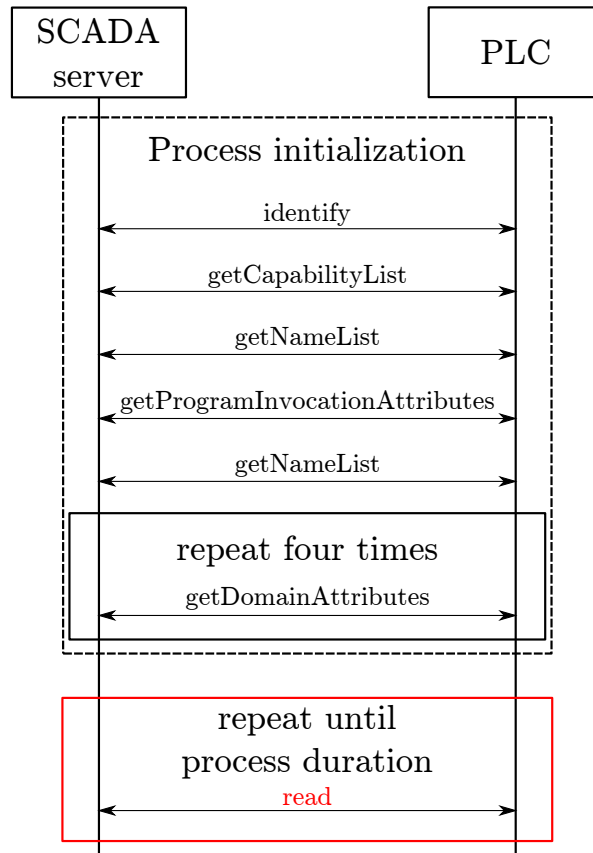 SCADA
server
PLC
Process initialization
identify
getCapabilityList
getNameList
getProgramInvocationAttributes
getNameList
repeat four times
getDomainAttributes
repeat until
process duration
read